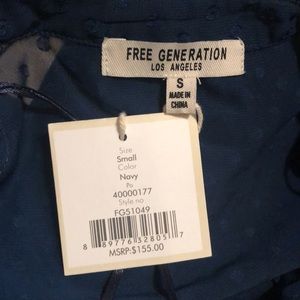 FREE GENERATION
LOS ANGELES
S
MADE IN
CHINA
Size
Small
Color
Navy
Po
40000177
Style no
FG51049
8 89776 32805 7
MSRP:$155.00